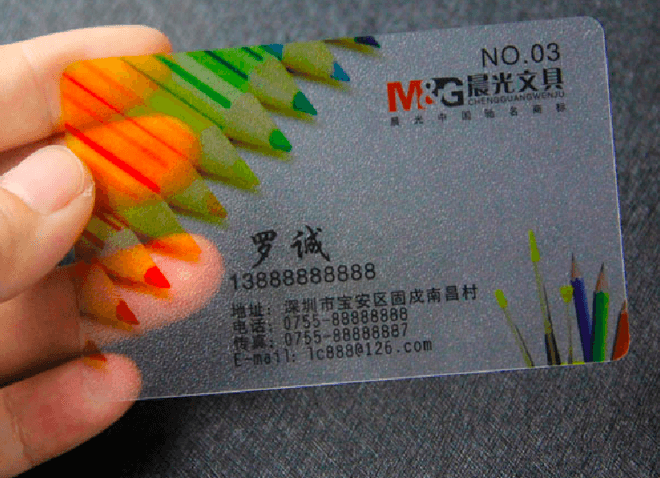 NO.03
M&G晨光文具
CHENGGUANGWENJU
晨光中国驰名商标
罗诚
13888888888
地址: 深圳市宝安区固戍南昌村
电话: 0755-88888888
传真: 0755-88888887
E-mail: lc888@126.com